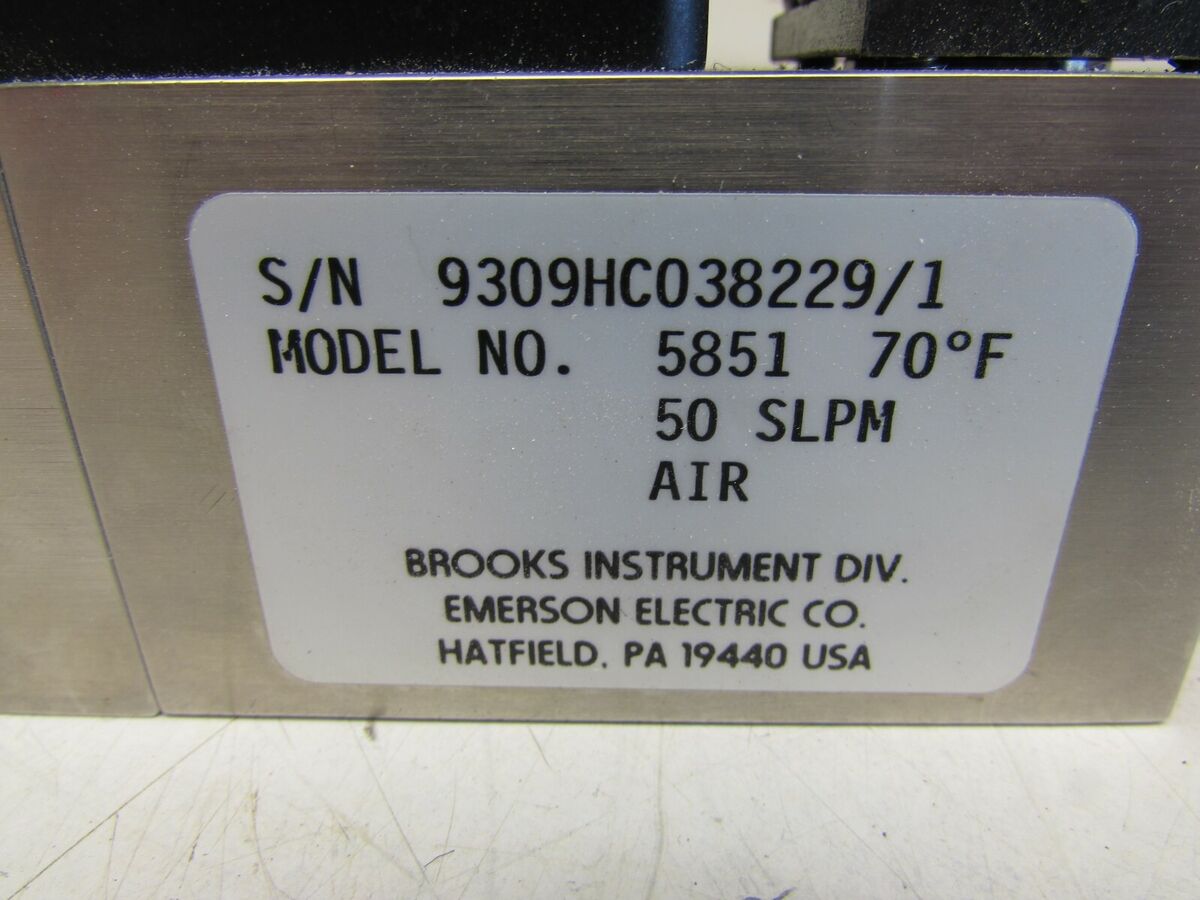 S/N 9309HC038229/1
MODEL NO. 5851 70°F
50 SLPM
AIR
BROOKS INSTRUMENT DIV.
EMERSON ELECTRIC CO.
HATFIELD, PA 19440 USA